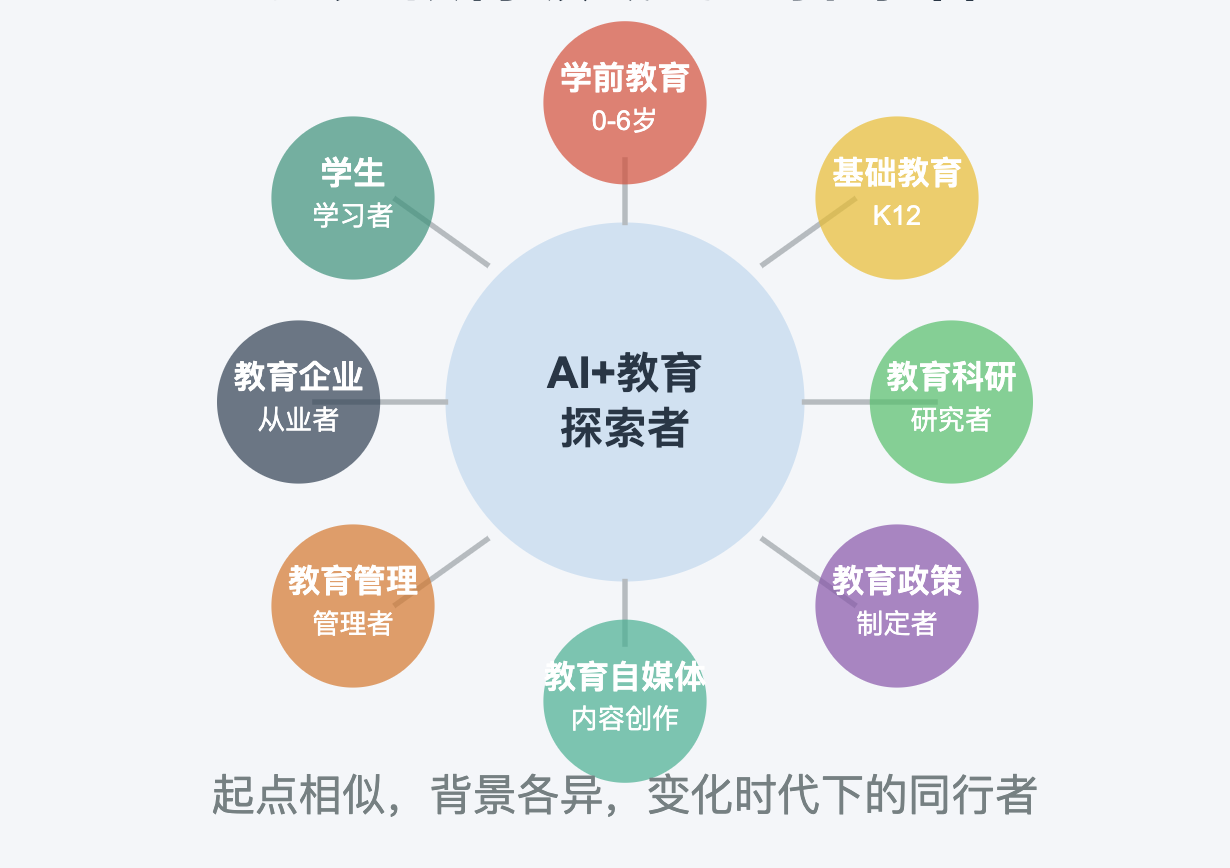 学前教育
0-6岁
学生
学习者
基础教育
K12
教育企业
从业者
AI+教育
探索者
教育科研
研究者
教育管理
管理者
教育政策
制定者
教育自媒体
内容创作
起点相似，背景各异，变化时代下的同行者